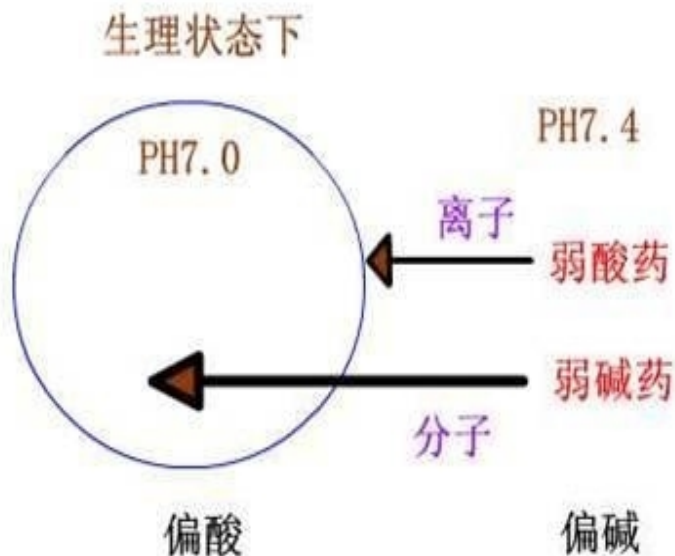 生理状态下
PH7.0
PH7.4
离子
弱酸药
弱碱药
分子
偏酸
偏碱